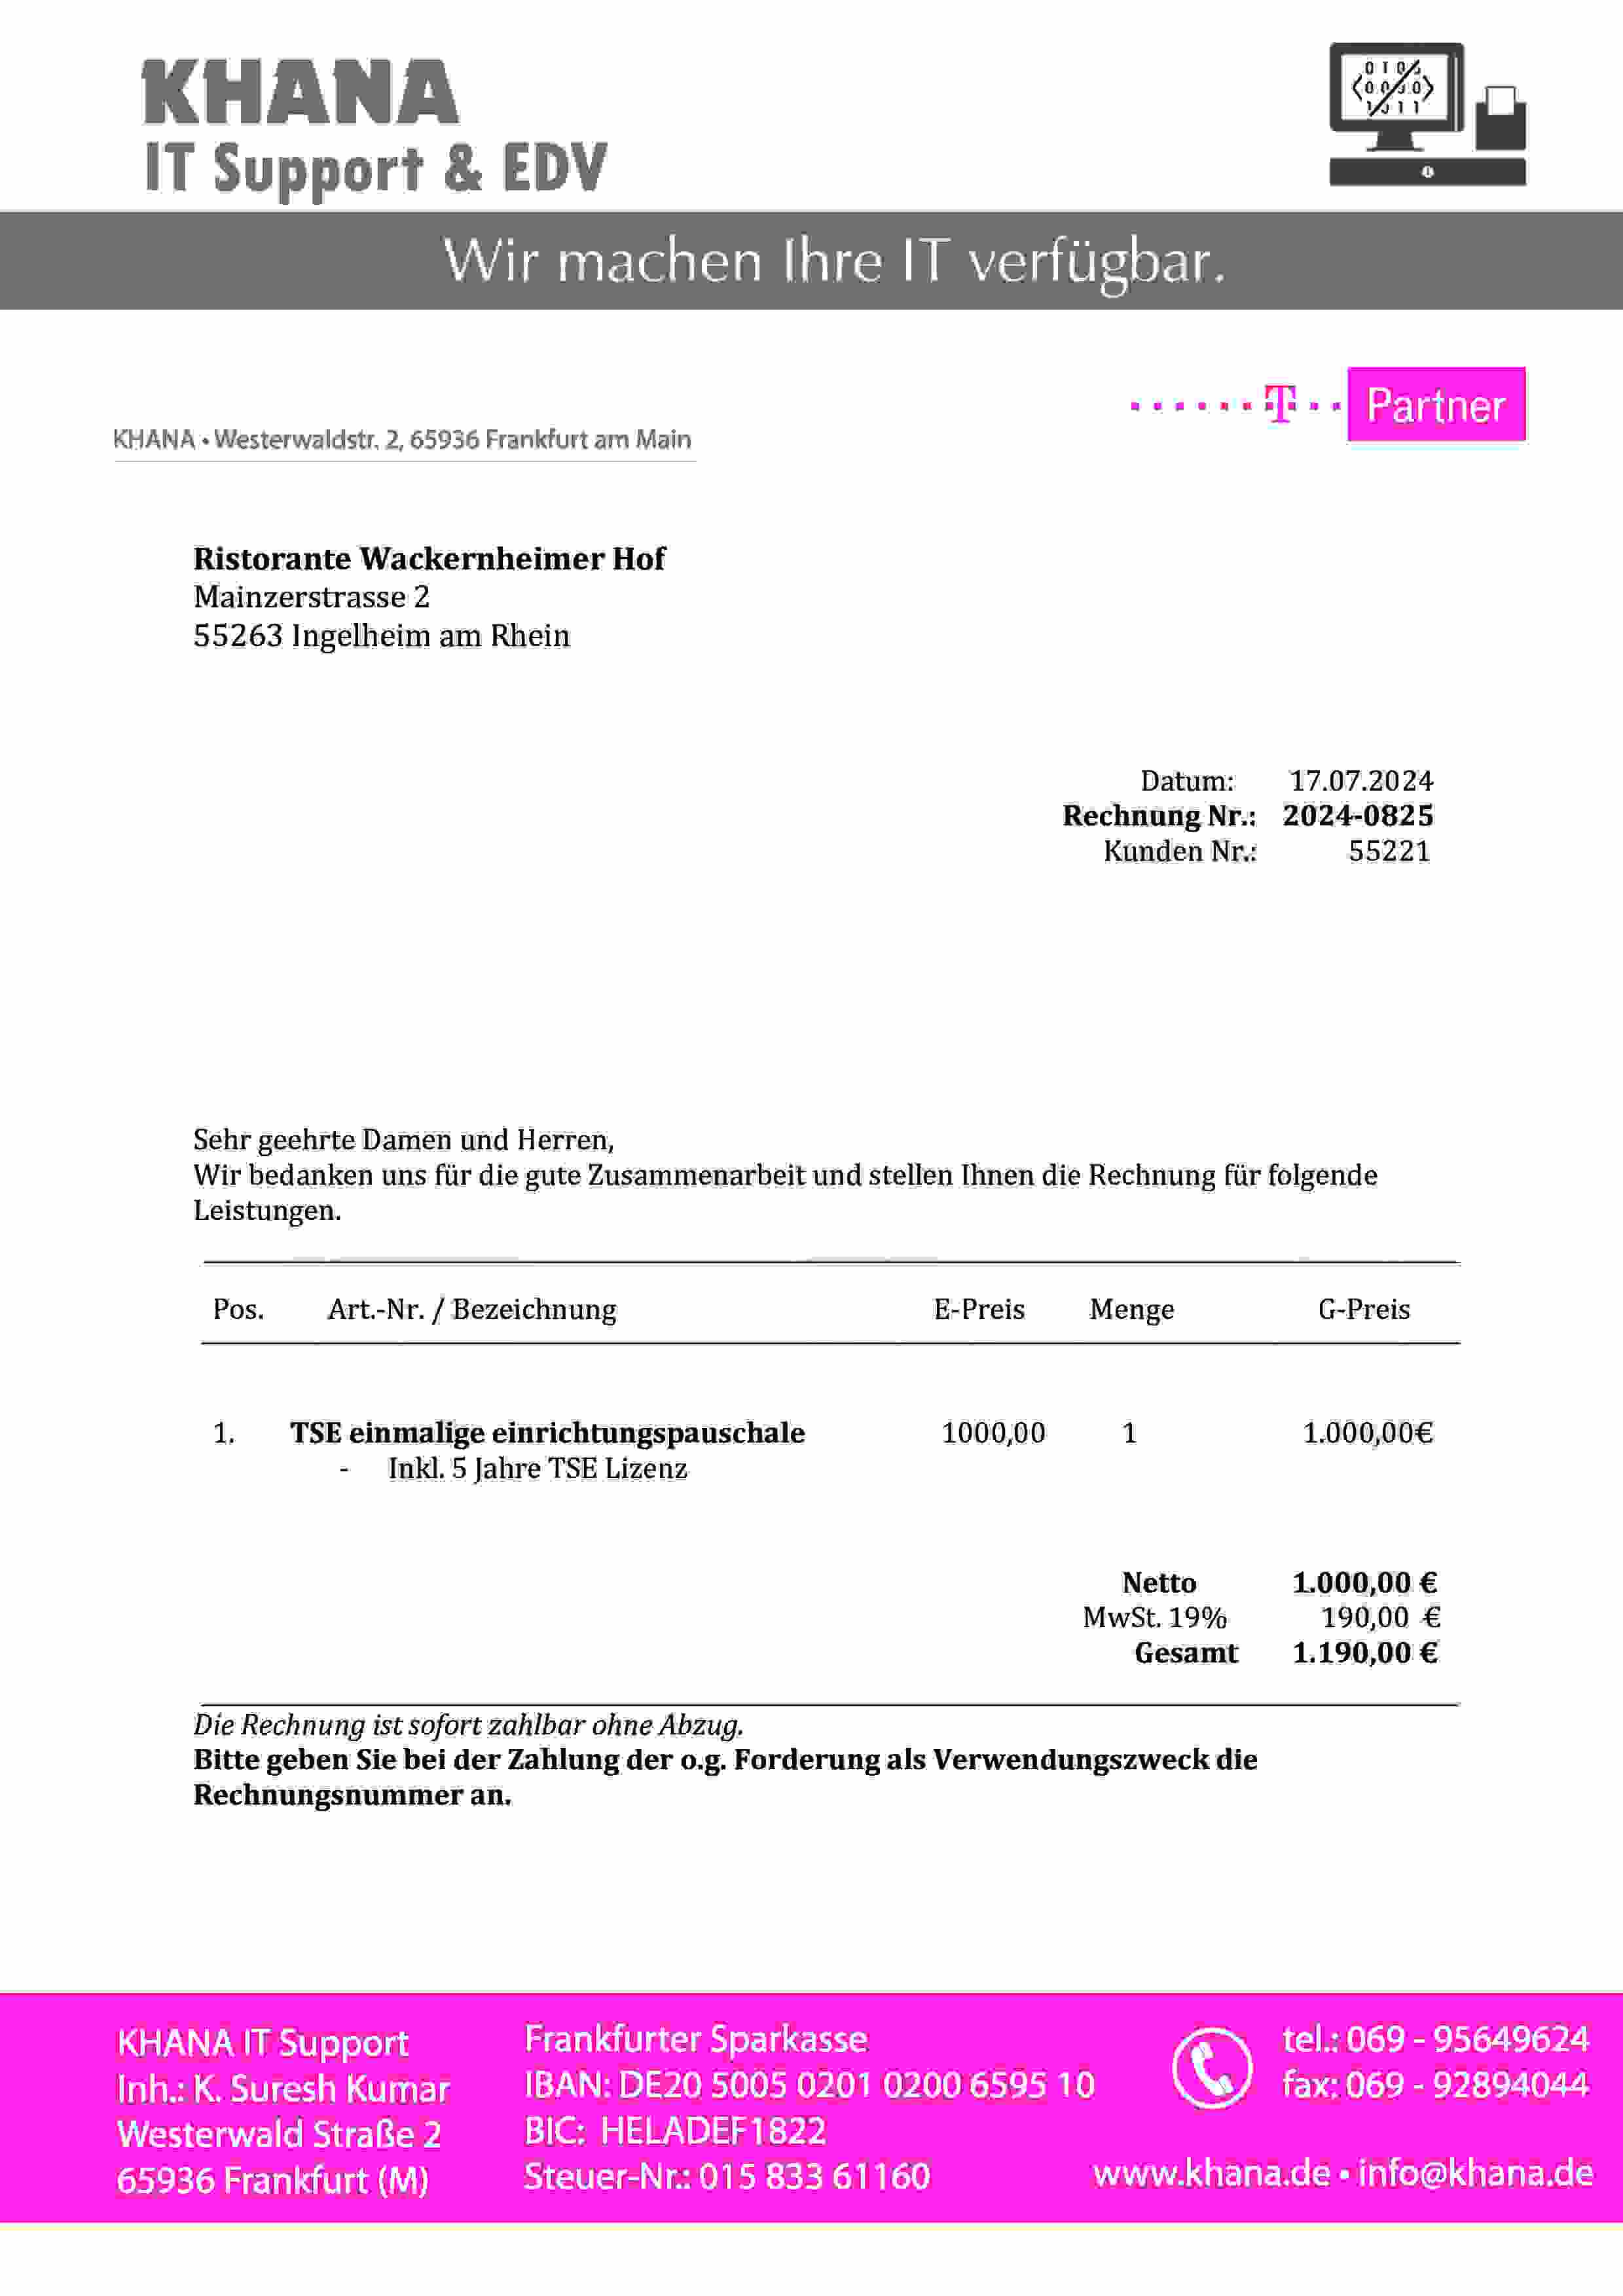 KHANA
IT Support & EDV
Wir machen Ihre IT verfügbar.
T Partner
KHANA • Westerwaldstr. 2, 65936 Frankfurt am Main
Ristorante Wackernheimer Hof
Mainzerstrasse 2
55263 Ingelheim am Rhein
Datum: 17.07.2024
Rechnung Nr.: 2024-0825
Kunden Nr.: 55221
Sehr geehrte Damen und Herren,
Wir bedanken uns für die gute Zusammenarbeit und stellen Ihnen die Rechnung für folgende
Leistungen.
Pos. Art.-Nr. / Bezeichnung E-Preis Menge G-Preis
1. TSE einmalige einrichtungspauschale 1000,00 1 1.000,00€
- Inkl. 5 Jahre TSE Lizenz
Netto 1.000,00 €
MwSt. 19% 190,00 €
Gesamt 1.190,00 €
Die Rechnung ist sofort zahlbar ohne Abzug.
Bitte geben Sie bei der Zahlung der o.g. Forderung als Verwendungszweck die
Rechnungsnummer an.
KHANA IT Support
Inh.: K. Suresh Kumar
Westerwald Straße 2
65936 Frankfurt (M)
Frankfurter Sparkasse
IBAN: DE20 5005 0201 0200 6595 10
BIC: HELADEF1822
Steuer-Nr.: 015 833 61160
tel.: 069 - 95649624
fax: 069 - 92894044
www.khana.de • info@khana.de